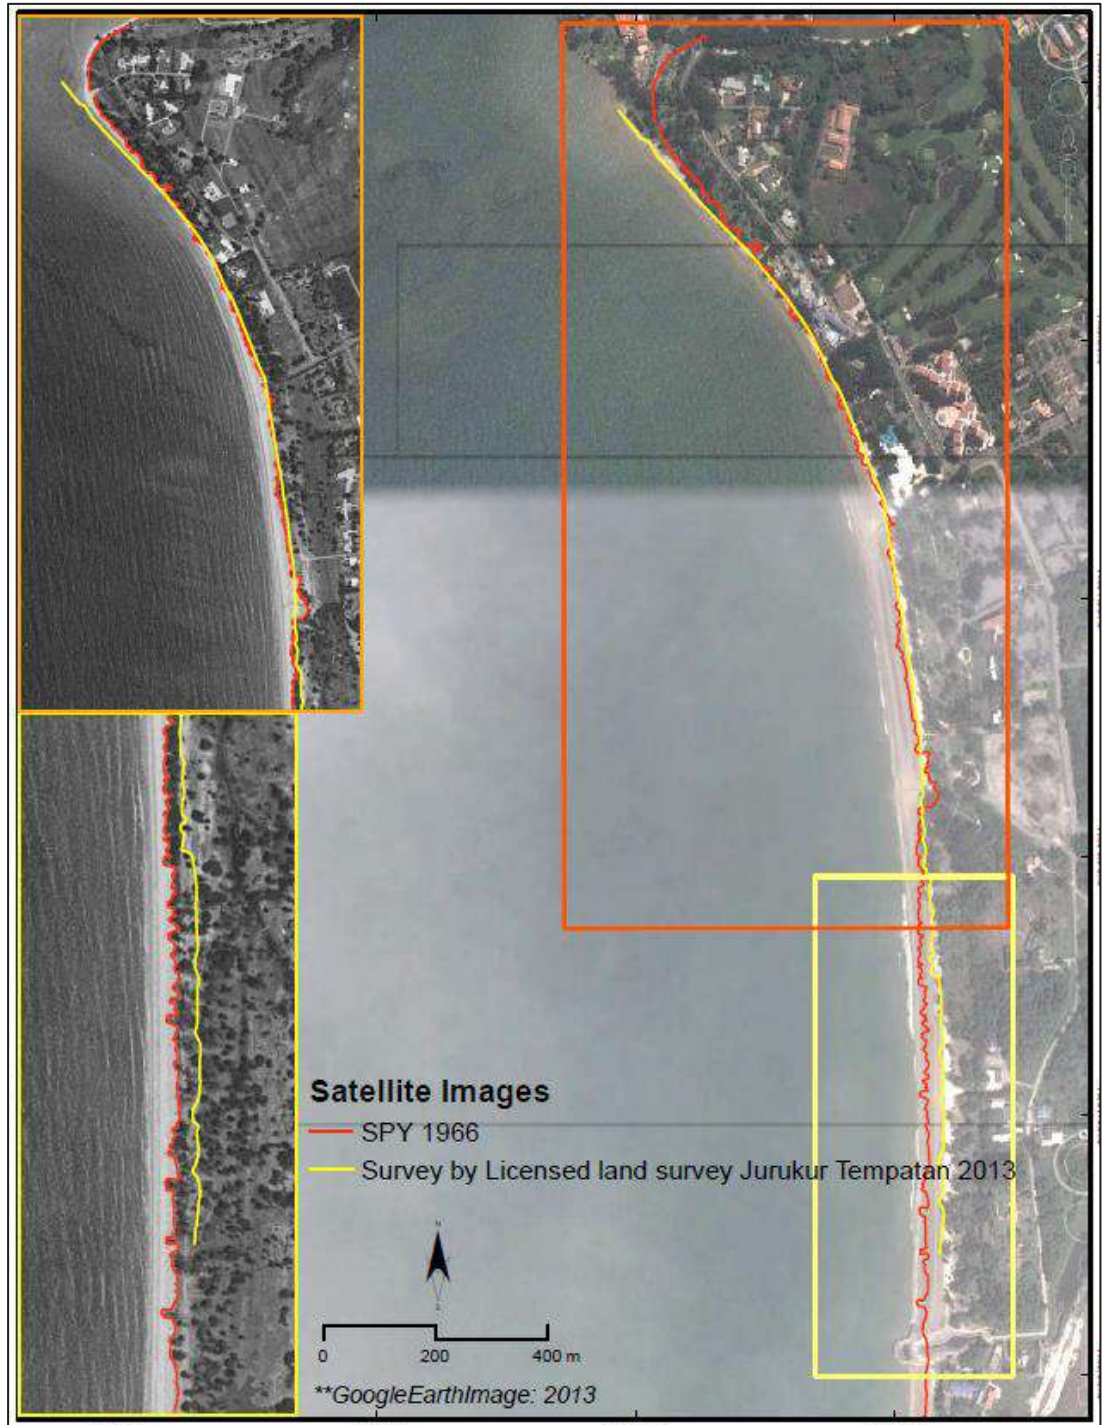 Satellite Images
SPY 1966
Survey by Licensed land survey Jurukur Tempatan 2013
N
S
0 200 400 m
**GoogleEarthImage: 2013